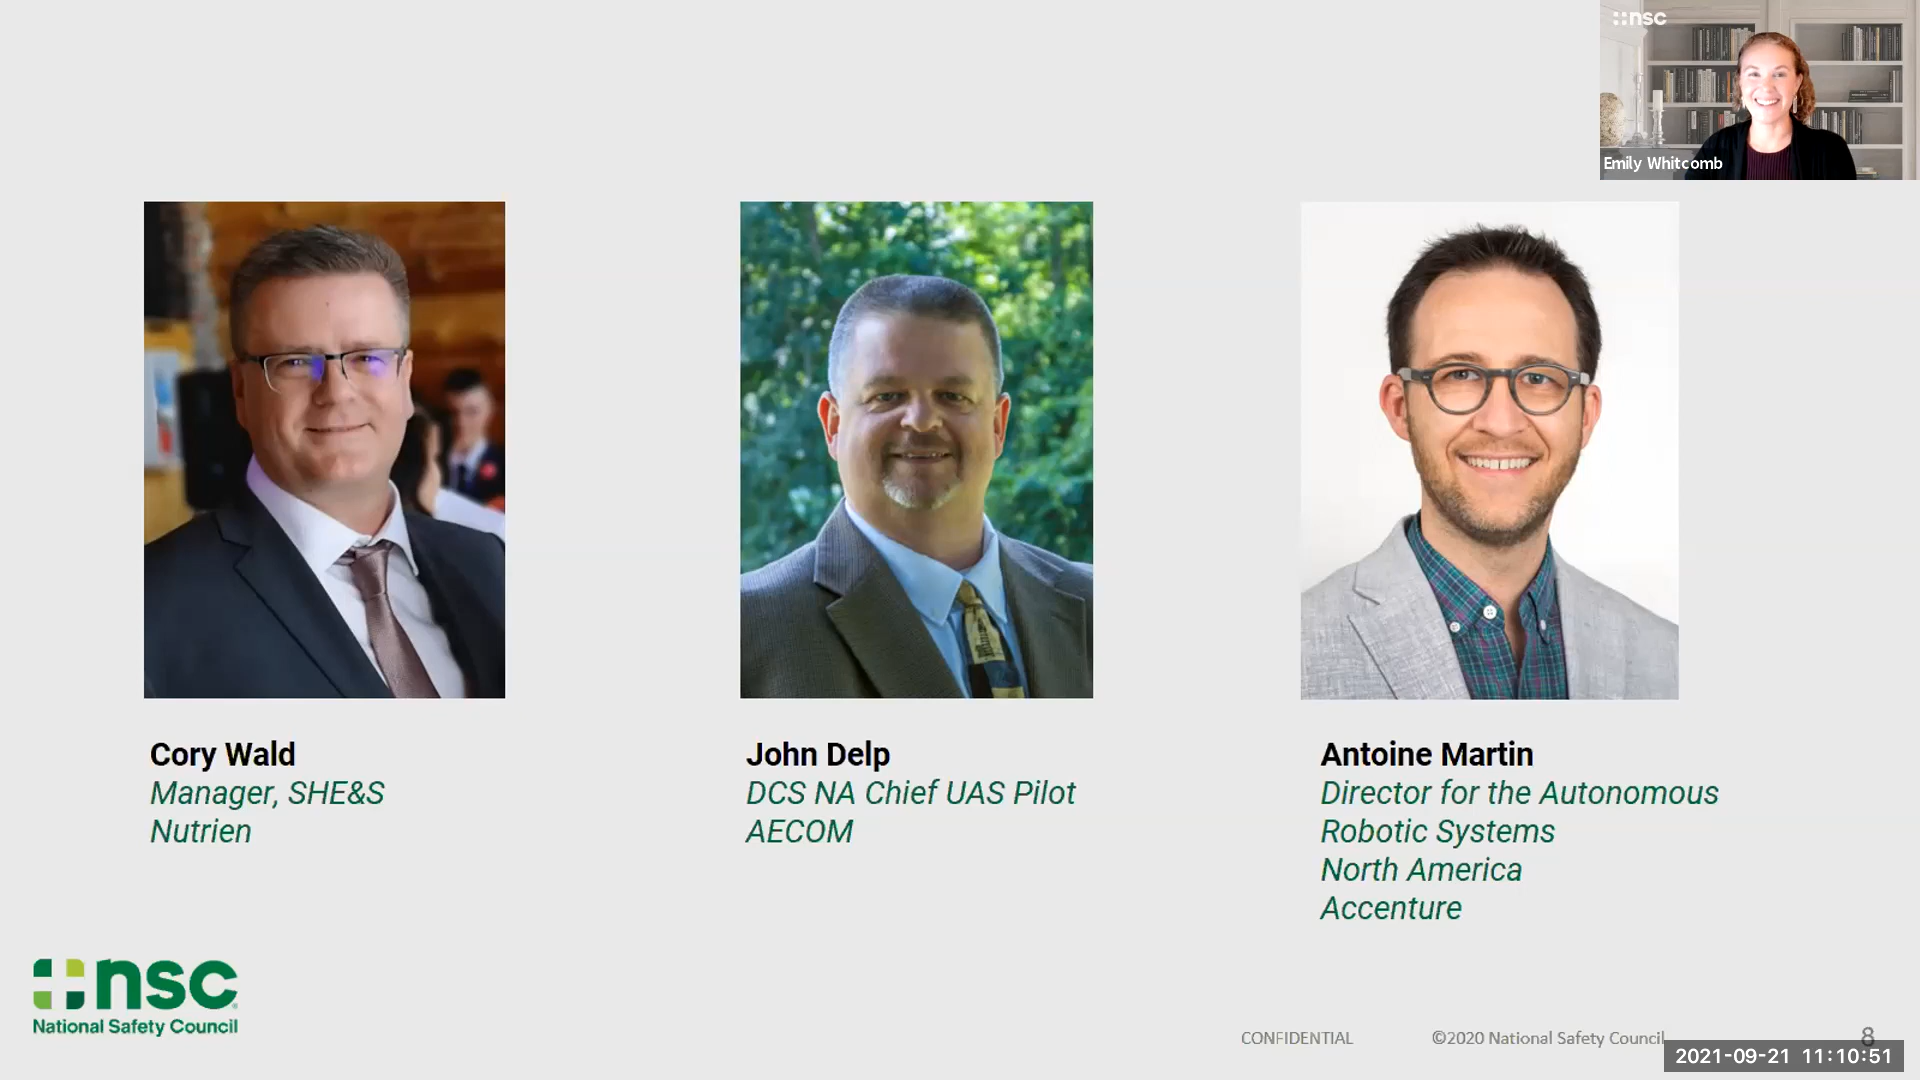 nsc
Emily Whitcomb
Cory Wald
Manager, SHE&S
Nutrien
John Delp
DCS NA Chief UAS Pilot
AECOM
Antoine Martin
Director for the Autonomous
Robotic Systems
North America
Accenture
nsc
National Safety Council
CONFIDENTIAL
©2020 National Safety Council
8
2021-09-21 11:10:51